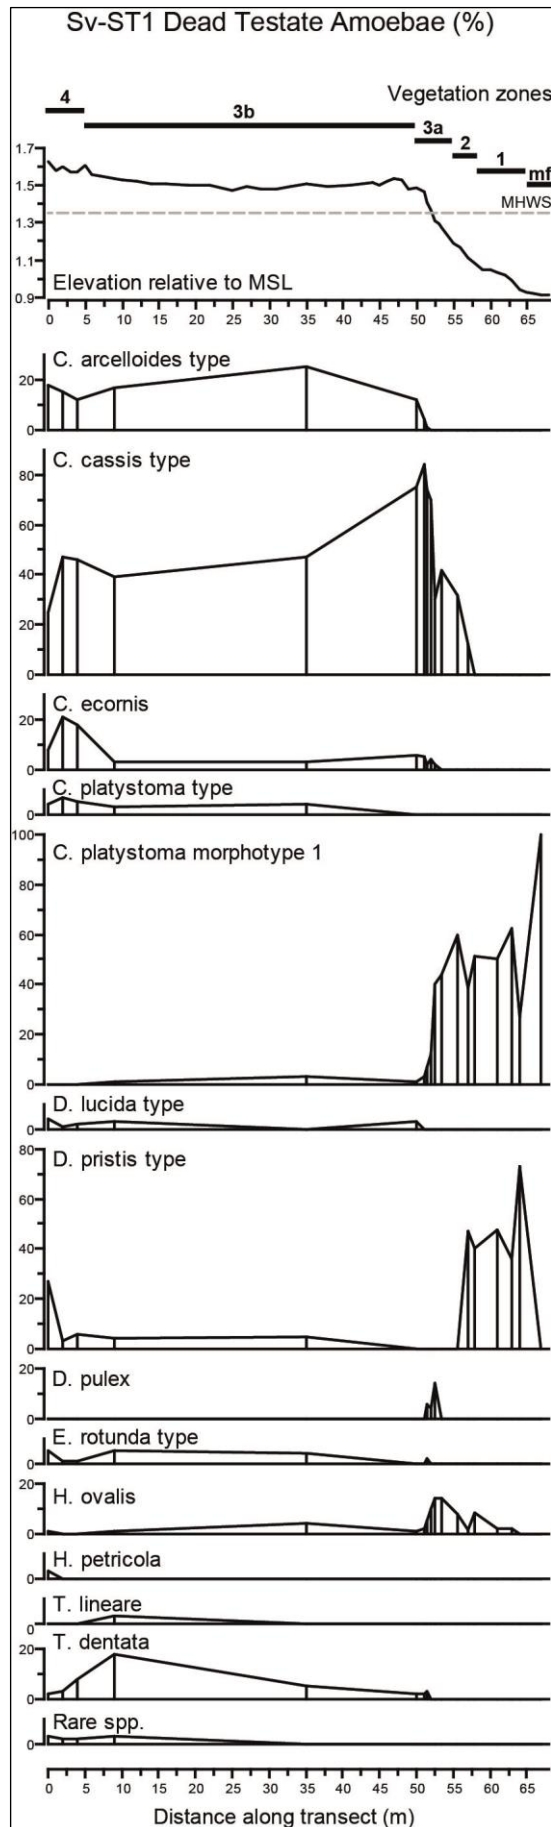 Sv-ST1 Dead Testate Amoebae (%)
Vegetation zones
4
3b
3a
2
1
mf
1.7
1.5
1.3
1.1
0.9
MHWS
Elevation relative to MSL
0 5 10 15 20 25 30 35 40 45 50 55 60 65
C. arcelloides type
20
0
C. cassis type
80
60
40
20
0
C. ecornis
20
0
C. platystoma type
0
C. platystoma morphotype 1
100
80
60
40
20
0
D. lucida type
0
D. pristis type
80
60
40
20
0
D. pulex
20
0
E. rotunda type
0
H. ovalis
20
0
H. petricola
0
T. lineare
0
T. dentata
20
0
Rare spp.
0
0 5 10 15 20 25 30 35 40 45 50 55 60 65
Distance along transect (m)